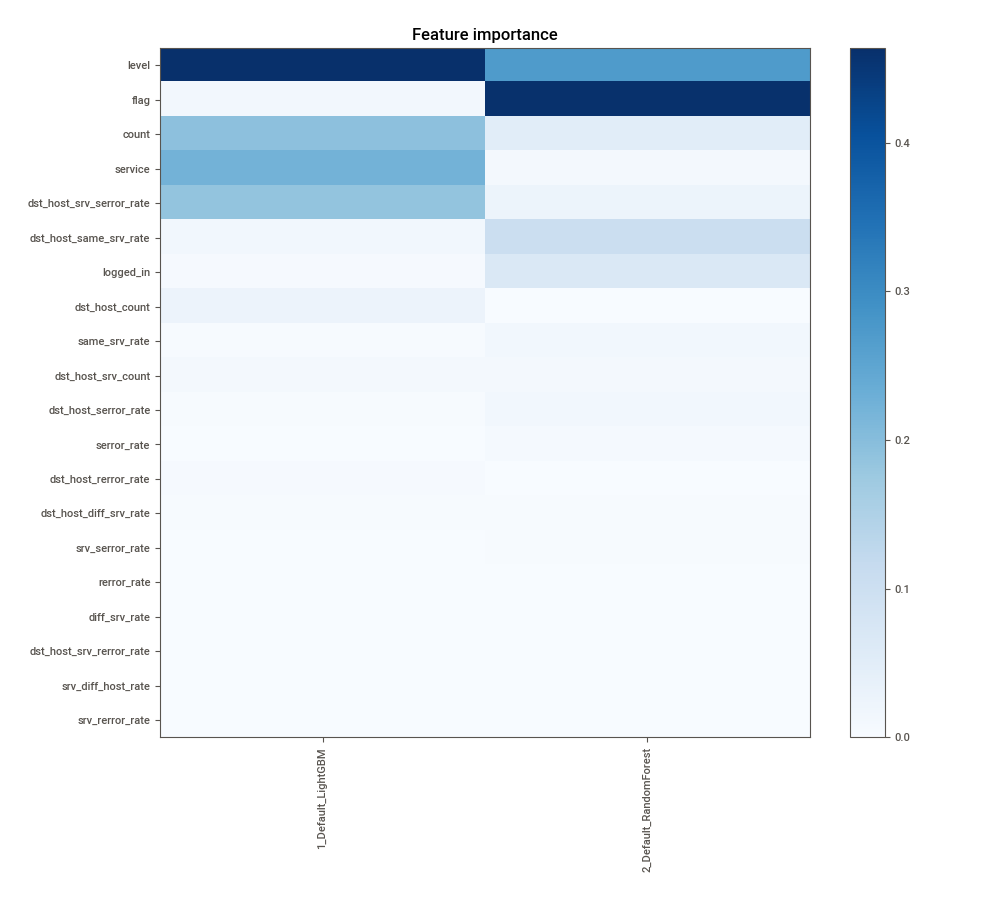 Feature importance
level
flag
count
service
dst_host_srv_serror_rate
dst_host_same_srv_rate
logged_in
dst_host_count
same_srv_rate
dst_host_srv_count
dst_host_serror_rate
serror_rate
dst_host_rerror_rate
dst_host_diff_srv_rate
srv_serror_rate
rerror_rate
diff_srv_rate
dst_host_srv_rerror_rate
srv_diff_host_rate
srv_rerror_rate
1_Default_LightGBM
2_Default_RandomForest
0.4
0.3
0.2
0.1
0.0